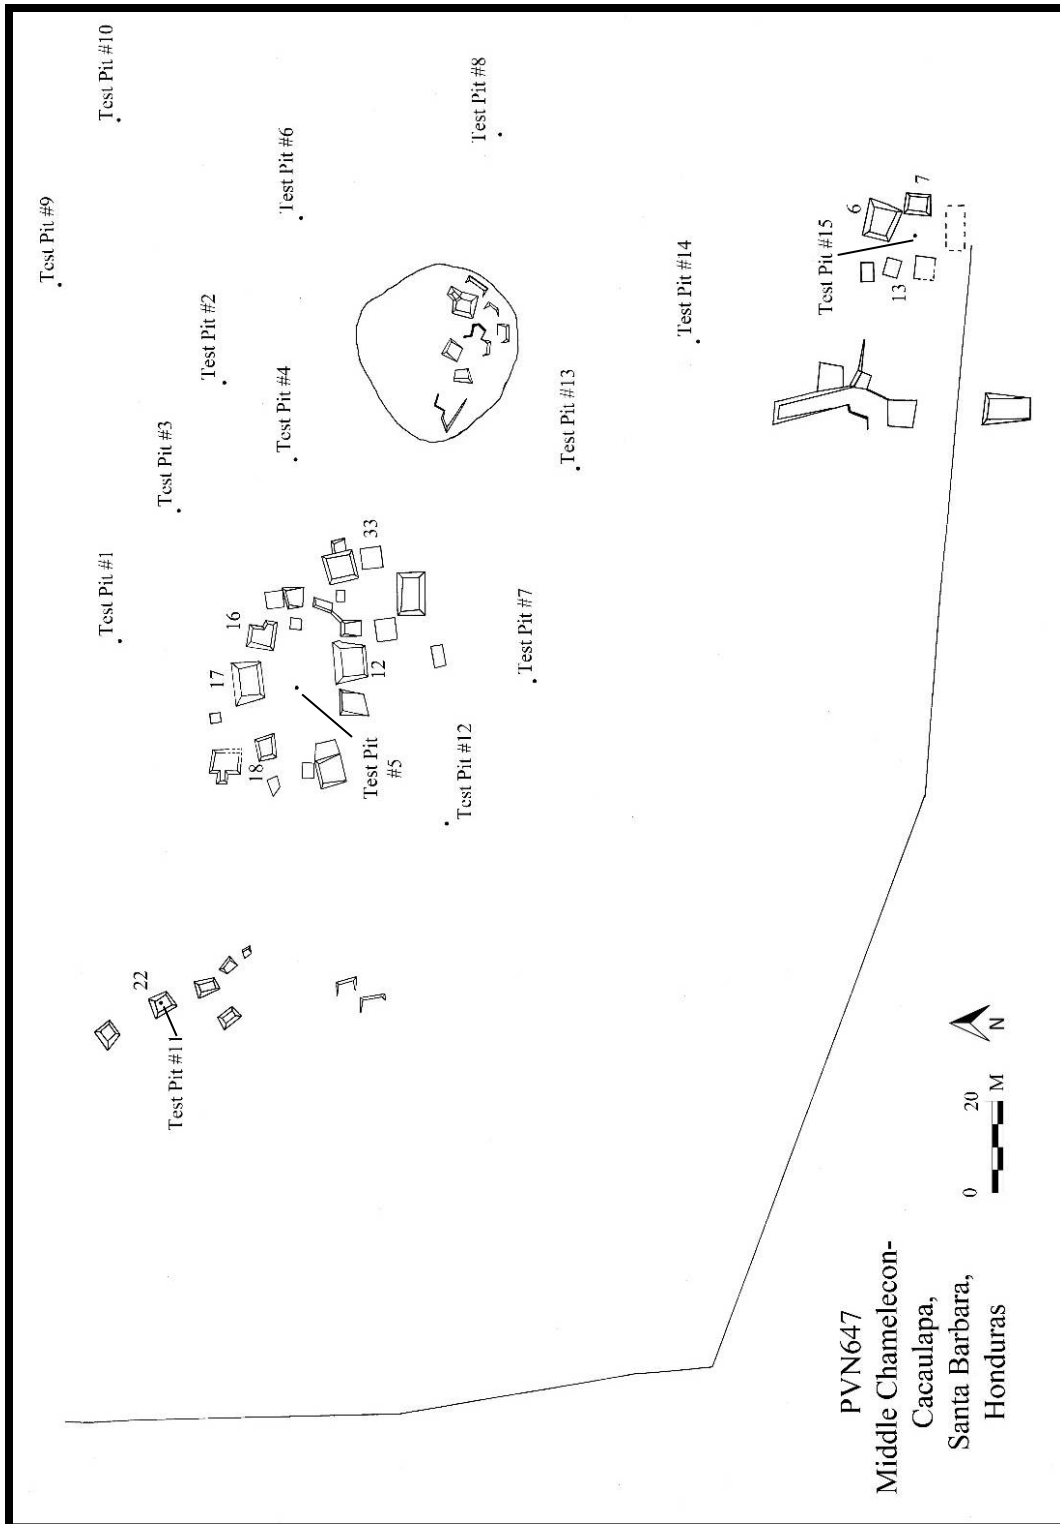 Test Pit #10
Test Pit #9
Test Pit #8
Test Pit #6
Test Pit #2
Test Pit #4
Test Pit #3
Test Pit #1
Test Pit #14
Test Pit #13
Test Pit #15
6
7
13
33
16
17
12
18
Test Pit
#5
Test Pit #7
Test Pit #12
22
Test Pit #11
N
0
20
M
PVN647
Middle Chamelecon-
Cacaulapa,
Santa Barbara,
Honduras